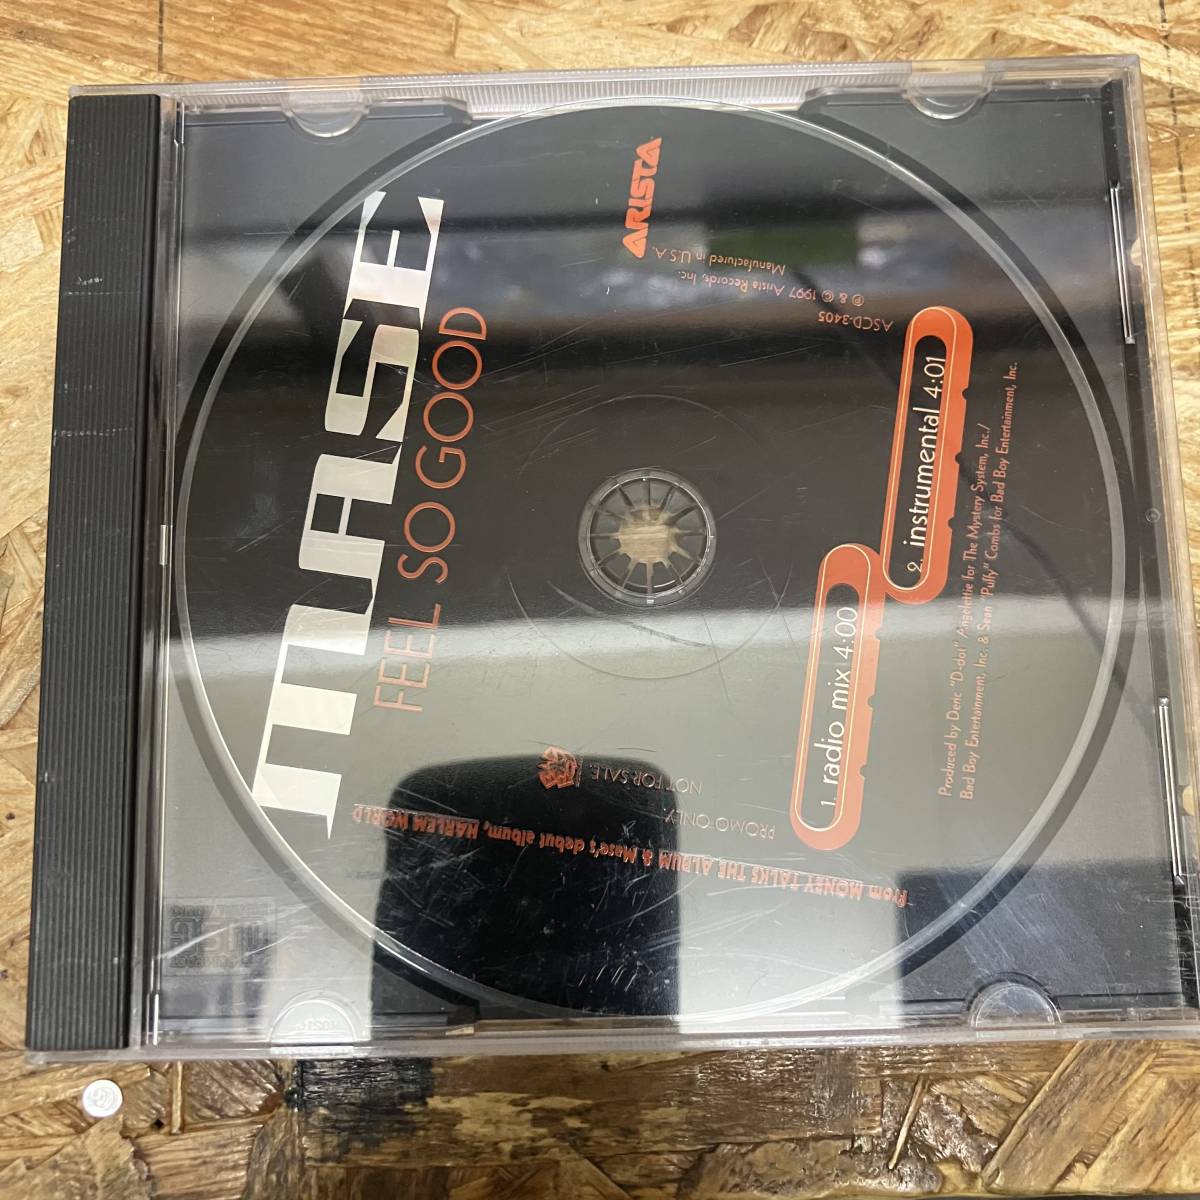 MASE
FEEL SO GOOD
ARISTA
Manufactured in U.S.A.
℗ & © 1997 Arista Records, Inc.
ASCD-3405
1. radio mix 4:00
2. instrumental 4:01
Produced by Deric "D-dot" Angelettie for The Mystery System, Inc./
Bad Boy Entertainment, Inc. & Sean "Puffy" Combs for Bad Boy Entertainment, Inc.
PROMO ONLY.
NOT FOR SALE.
from MONEY TALKS THE ALBUM & Mase's debut album, HARLEM WORLD